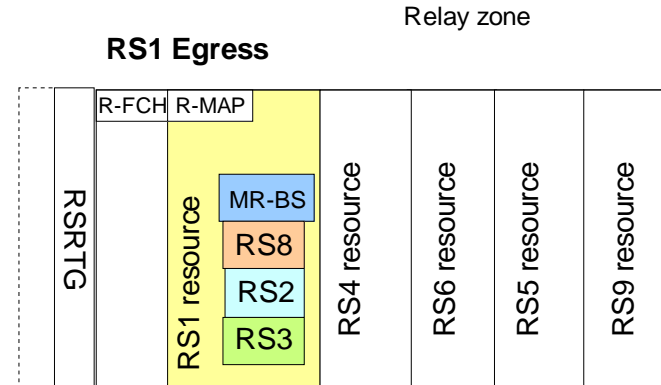 Relay zone
RS1 Egress
R-FCH
R-MAP
RSRTG
RS1 resource
MR-BS
RS8
RS2
RS3
RS4 resource
RS6 resource
RS5 resource
RS9 resource